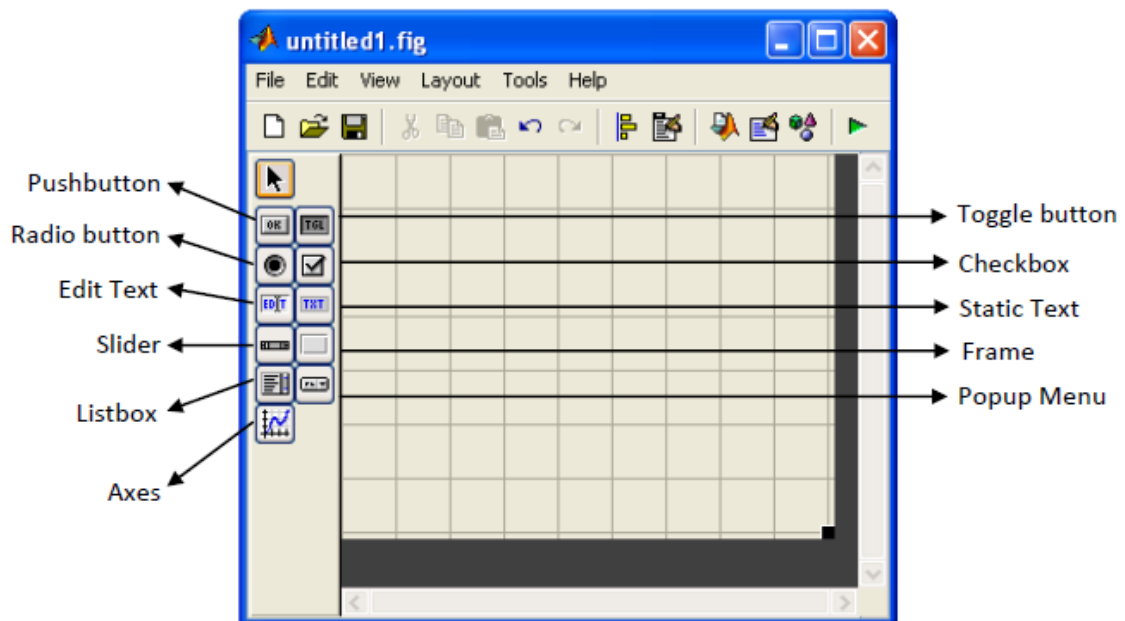 untitled1.fig
File Edit View Layout Tools Help
Pushbutton
OK TGL
Toggle button
Radio button
Checkbox
Edit Text
EDIT TXT
Static Text
Slider
Frame
Listbox
Popup Menu
Axes